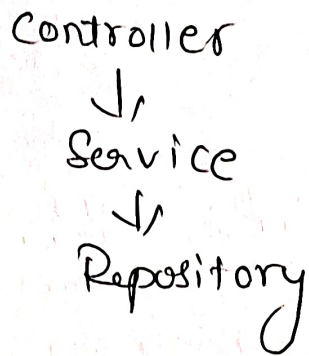 Controller
↓
Service
↓
Repository